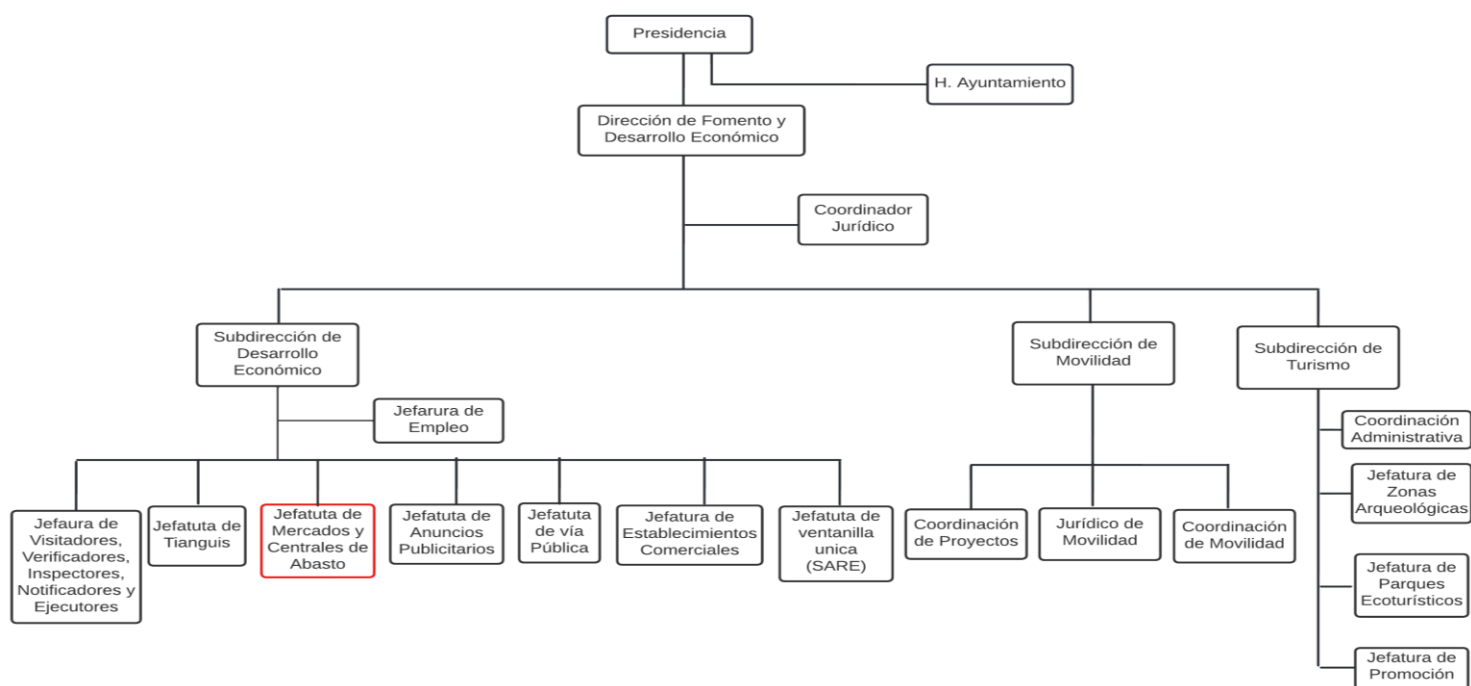 Presidencia
H. Ayuntamiento
Dirección de Fomento y
Desarrollo Económico
Coordinador
Jurídico
Subdirección de
Desarrollo
Económico
Subdirección de
Movilidad
Subdirección de
Turismo
Jefarura de
Empleo
Jefaura de
Visitadores,
Verificadores,
Inspectores,
Notificadores y
Ejecutores
Jefatuta de
Tianguis
Jefatuta de
Mercados y
Centrales de
Abasto
Jefatuta de
Anuncios
Publicitarios
Jefatuta
de vía
Pública
Jefatura de
Establecimientos
Comerciales
Jefatuta de
ventanilla
unica
(SARE)
Coordinación
de Proyectos
Jurídico de
Movilidad
Coordinación
de Movilidad
Coordinación
Administrativa
Jefatura de
Zonas
Arqueológicas
Jefatura de
Parques
Ecoturísticos
Jefatura de
Promoción